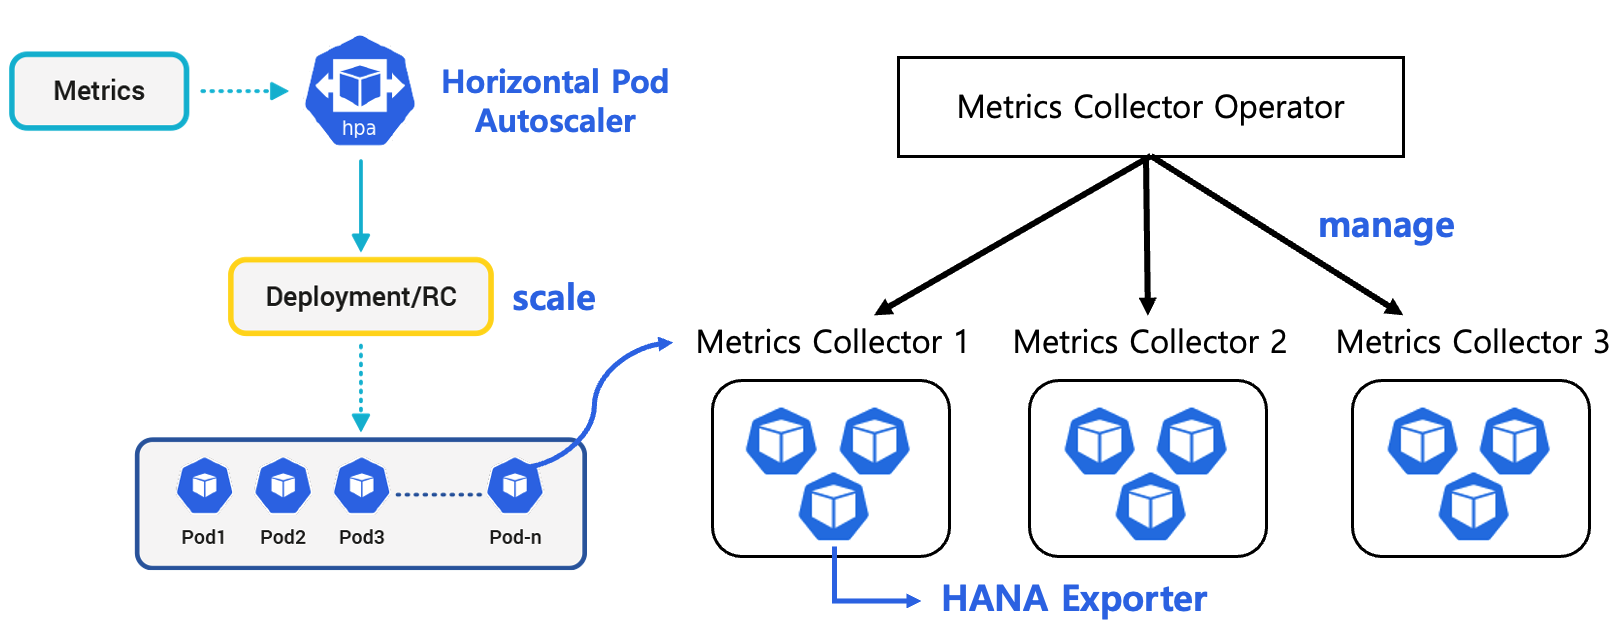 Metrics
hpa
Horizontal Pod
Autoscaler
Deployment/RC
scale
Pod1
Pod2
Pod3
Pod-n
Metrics Collector Operator
manage
Metrics Collector 1
Metrics Collector 2
Metrics Collector 3
HANA Exporter